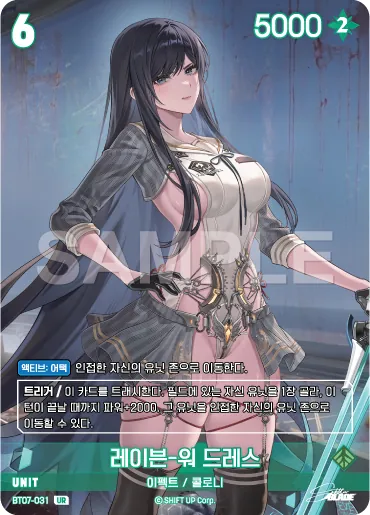 6
5000 2
SAMPLE
액티브: 어택 인접한 자신의 유닛 존으로 이동한다.
트리거 / 이 카드를 트래시한다. 필드에 있는 자신 유닛을 1장 골라, 이
턴이 끝날 때까지 파워+2000. 그 유닛을 인접한 자신의 유닛 존으로
이동할 수 있다.
레이븐-워 드레스
UNIT
이펙트 / 콜로니
BT07-031 UR
©SHIFT UP Corp.
Stellar BLADE